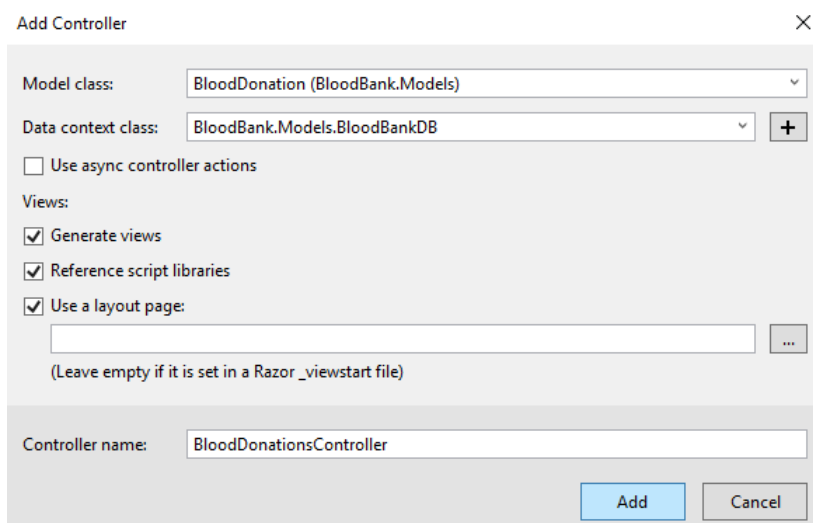 Add Controller
Model class: BloodDonation (BloodBank.Models)
Data context class: BloodBank.Models.BloodBankDB +
Use async controller actions
Views:
Generate views
Reference script libraries
Use a layout page:
...
(Leave empty if it is set in a Razor _viewstart file)
Controller name: BloodDonationsController
Add Cancel